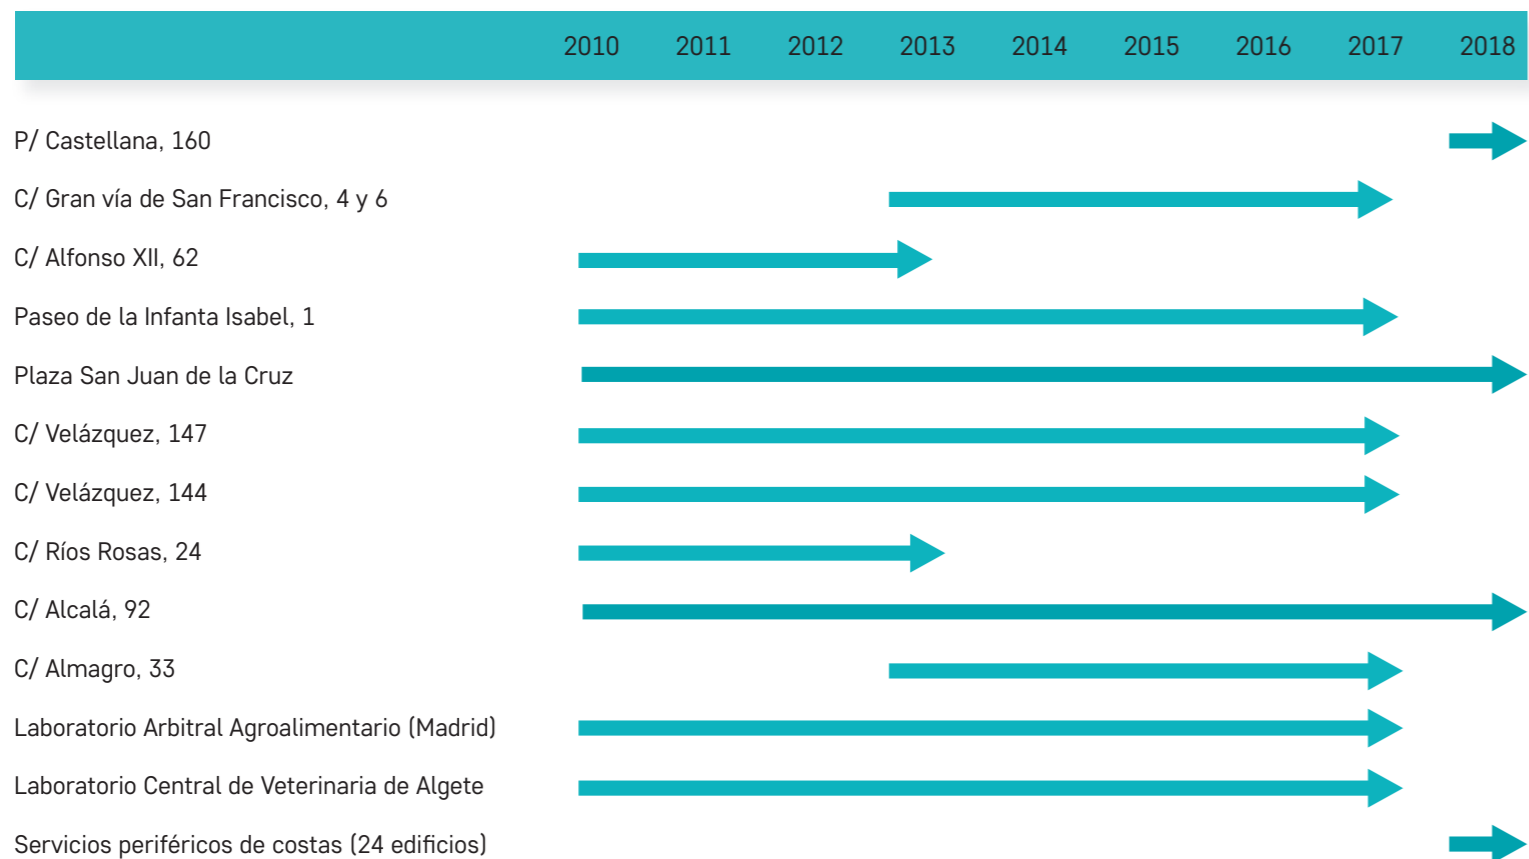 2010 2011 2012 2013 2014 2015 2016 2017 2018
P/ Castellana, 160
C/ Gran vía de San Francisco, 4 y 6
C/ Alfonso XII, 62
Paseo de la Infanta Isabel, 1
Plaza San Juan de la Cruz
C/ Velázquez, 147
C/ Velázquez, 144
C/ Ríos Rosas, 24
C/ Alcalá, 92
C/ Almagro, 33
Laboratorio Arbitral Agroalimentario (Madrid)
Laboratorio Central de Veterinaria de Algete
Servicios periféricos de costas (24 edificios)